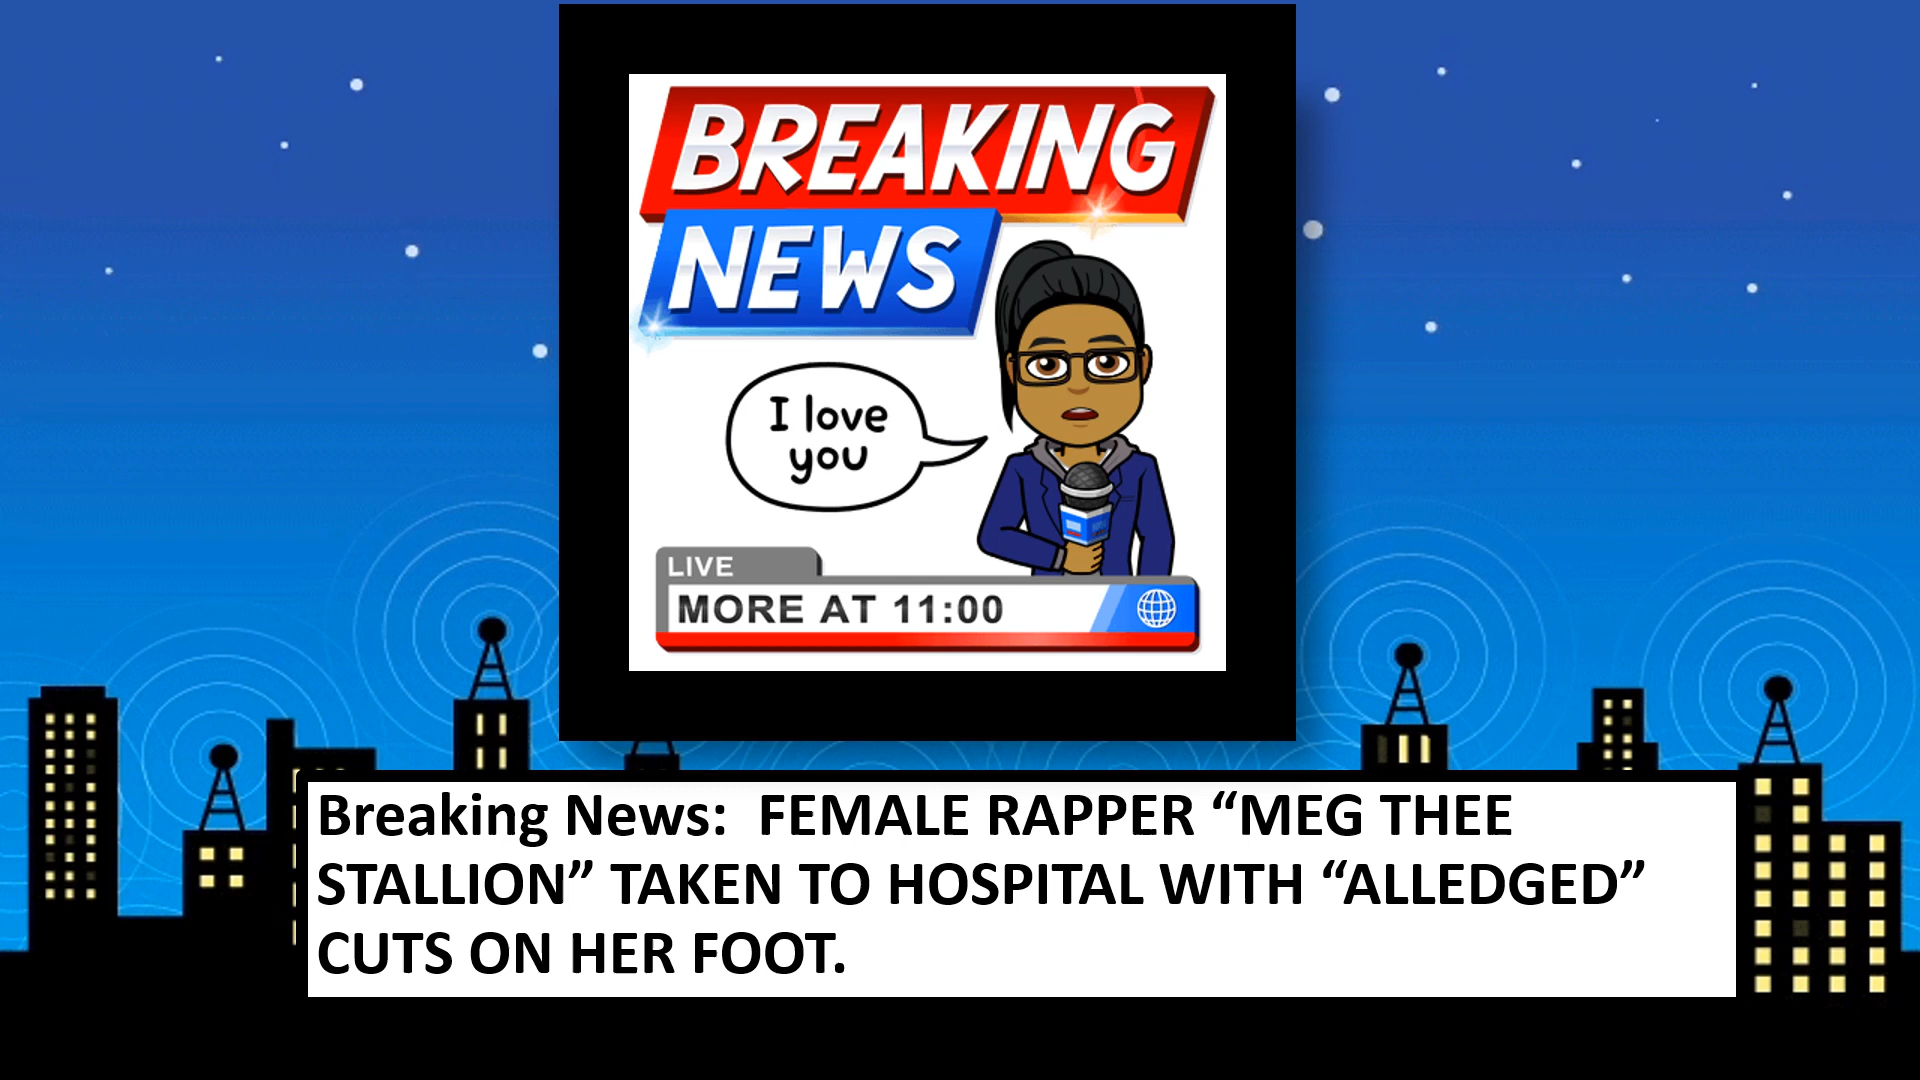 BREAKING
NEWS
I love
you
LIVE
MORE AT 11:00
Breaking News:  FEMALE RAPPER “MEG THEE
STALLION” TAKEN TO HOSPITAL WITH “ALLEDGED”
CUTS ON HER FOOT.